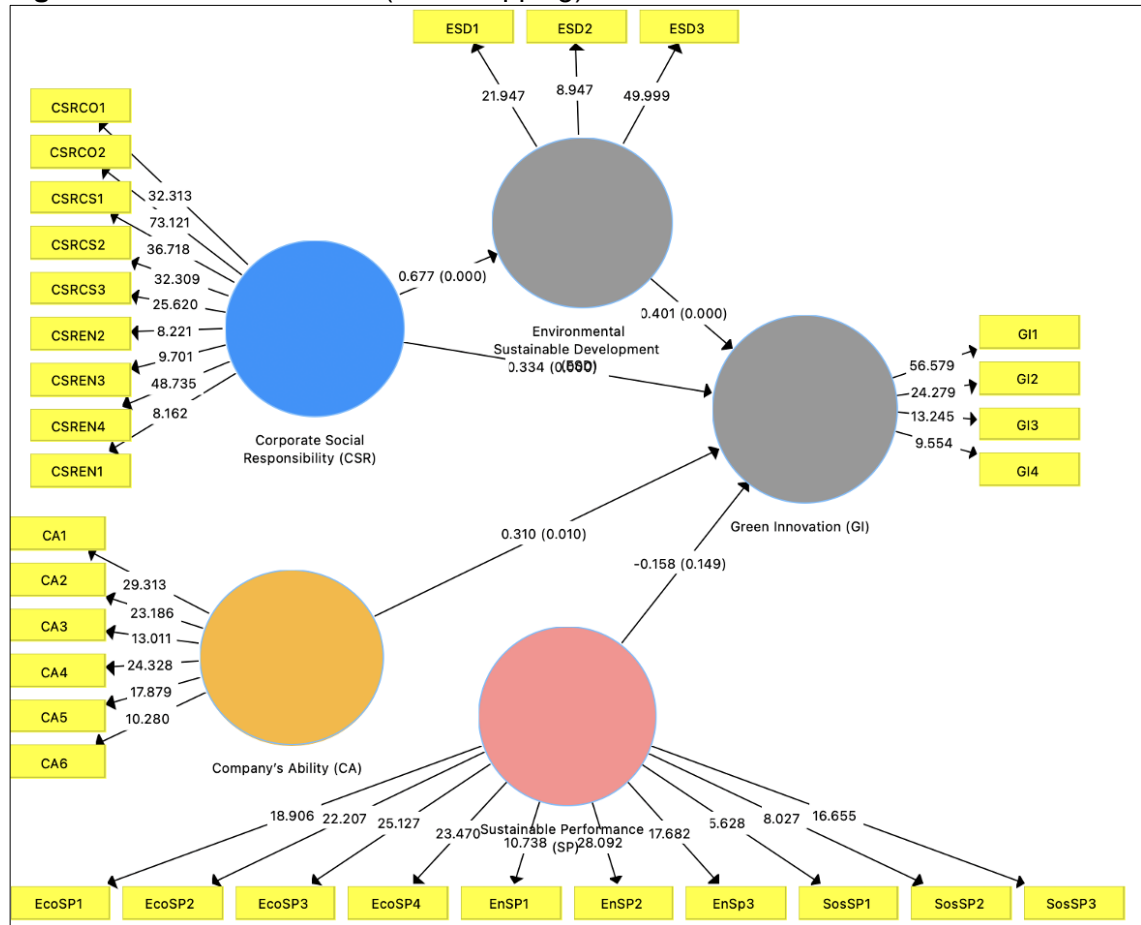 ESD1
ESD2
ESD3
21.947
8.947
49.999
CSRCO1
CSRCO2
CSRCS1
CSRCS2
CSRCS3
CSREN2
CSREN3
CSREN4
CSREN1
32.313
73.121
36.718
32.309
25.620
8.221
9.701
48.735
8.162
0.677 (0.000)
Environmental
Sustainable Development
(ESD)
0.401 (0.000)
0.334 (0.000)
Corporate Social
Responsibility (CSR)
GI1
GI2
GI3
GI4
56.579
24.279
13.245
9.554
Green Innovation (GI)
0.310 (0.010)
-0.158 (0.149)
CA1
CA2
CA3
CA4
CA5
CA6
29.313
23.186
13.011
24.328
17.879
10.280
Company's Ability (CA)
18.906
22.207
25.127
23.470
10.738
28.092
17.682
5.628
8.027
16.655
Sustainable Performance
(SP)
EcoSP1
EcoSP2
EcoSP3
EcoSP4
EnSP1
EnSP2
EnSp3
SosSP1
SosSP2
SosSP3